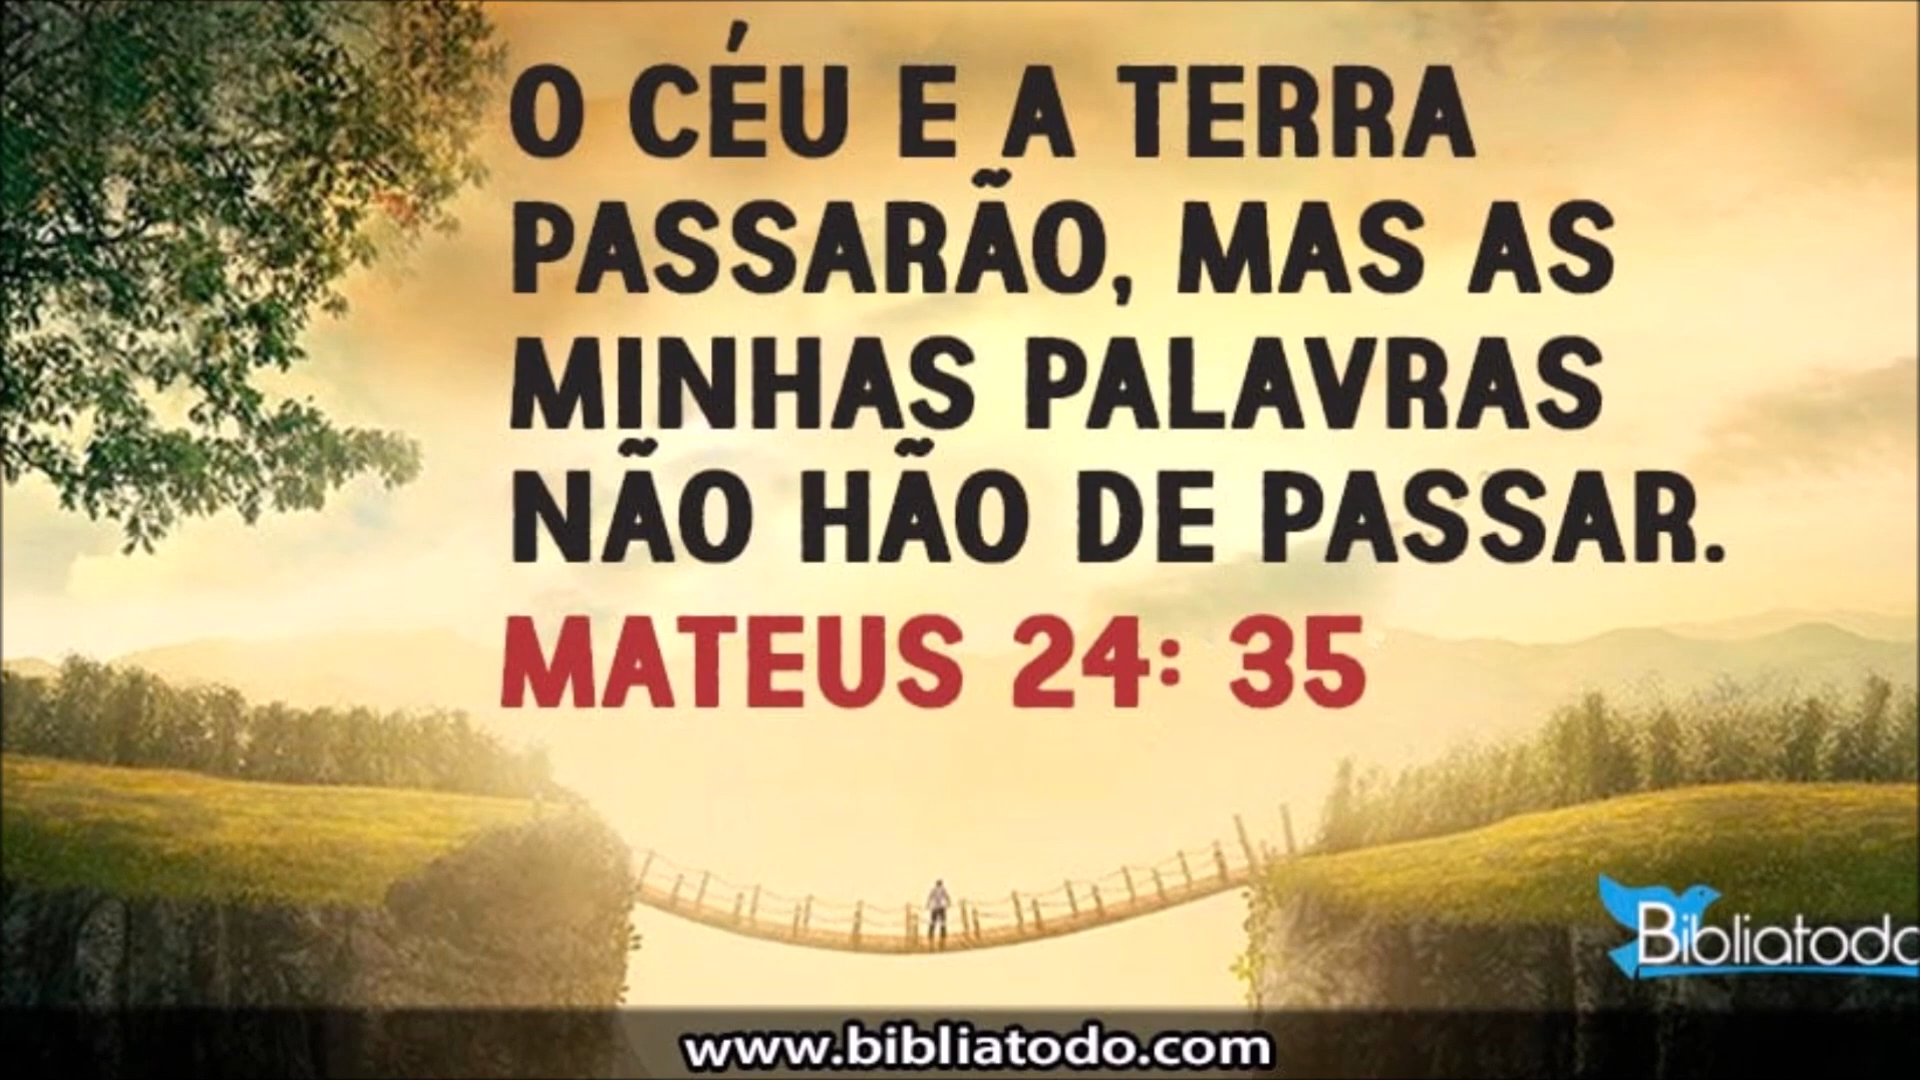 O CÉU E A TERRA
PASSARÃO, MAS AS
MINHAS PALAVRAS
NÃO HÃO DE PASSAR.
MATEUS 24: 35
Bibliatodo
www.bibliatodo.com